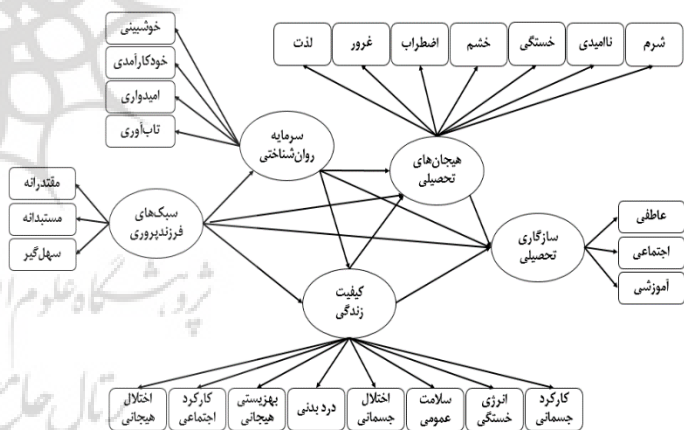 خوشبینی
خودکارآمدی
امیدواری
تاب‌آوری
لذت
غرور
اضطراب
خشم
خستگی
ناامیدی
شرم
سرمایه
روان‌شناختی
هیجان‌های
تحصیلی
مقتدرانه
مستبدانه
سهل‌گیر
سبک‌های
فرزندپروری
سازگاری
تحصیلی
عاطفی
اجتماعی
آموزشی
کیفیت
زندگی
کارکرد
جسمانی
انرژی
خستگی
سلامت
عمومی
اختلال
جسمانی
درد بدنی
بهزیستی
هیجانی
کارکرد
اجتماعی
اختلال
هیجانی